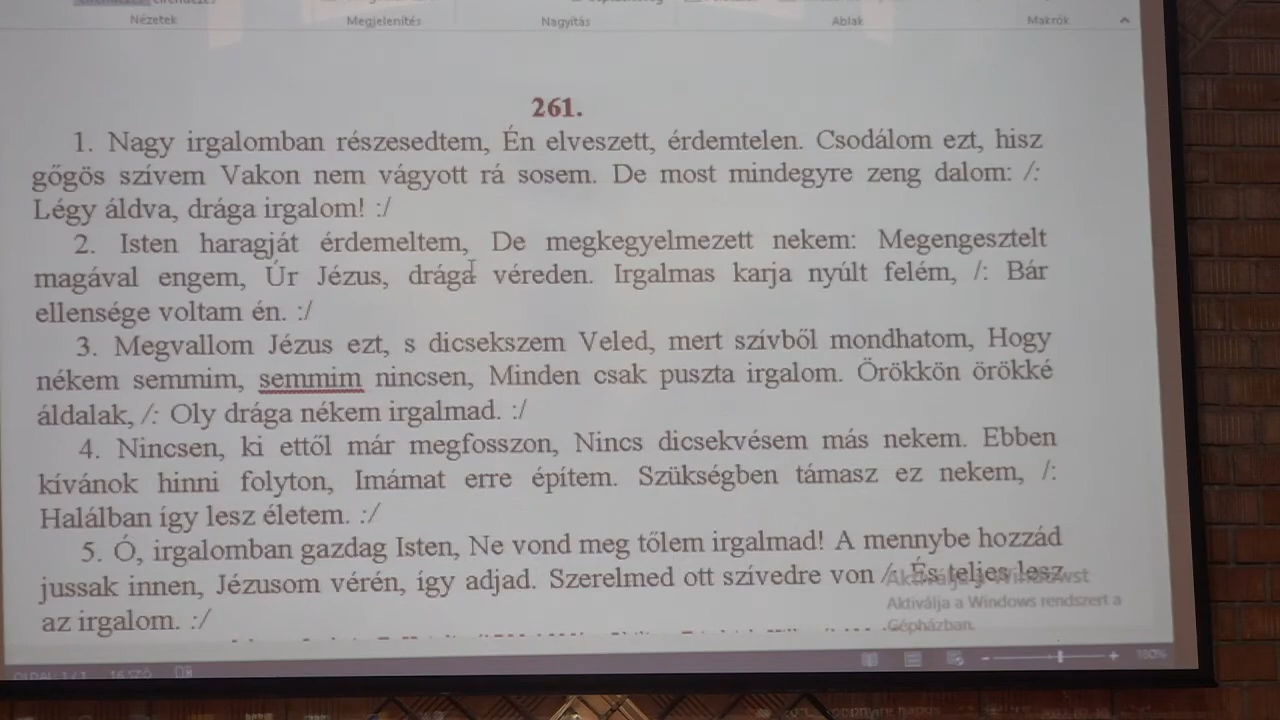 Nézetek Megjelenítés Nagyítás Ablak Makrók
261.
1. Nagy irgalomban részesedtem, Én elveszett, érdemtelen. Csodálom ezt, hisz
gőgös szívem Vakon nem vágyott rá sosem. De most mindegyre zeng dalom: /:
Légy áldva, drága irgalom! :/
2. Isten haragját érdemeltem, De megkegyelmezett nekem: Megengesztelt
magával engem, Úr Jézus, drága véreden. Irgalmas karja nyúlt felém, /: Bár
ellensége voltam én. :/
3. Megvallom Jézus ezt, s dicsekszem Veled, mert szívből mondhatom, Hogy
nékem semmim, semmim nincsen, Minden csak puszta irgalom. Örökkön örökké
áldalak, /: Oly drága nékem irgalmad. :/
4. Nincsen, ki ettől már megfosszon, Nincs dicsekvésem más nekem. Ebben
kívánok hinni folyton, Imámat erre építem. Szükségben támasz ez nekem, /:
Halálban így lesz életem. :/
5. Ó, irgalomban gazdag Isten, Ne vond meg tőlem irgalmad! A mennybe hozzád
jussak innen, Jézusom vérén, így adjad. Szerelmed ott szívedre von /: És teljes lesz
az irgalom. :/
Aktiválja a Windows rendszert a
Gépházban.
180%